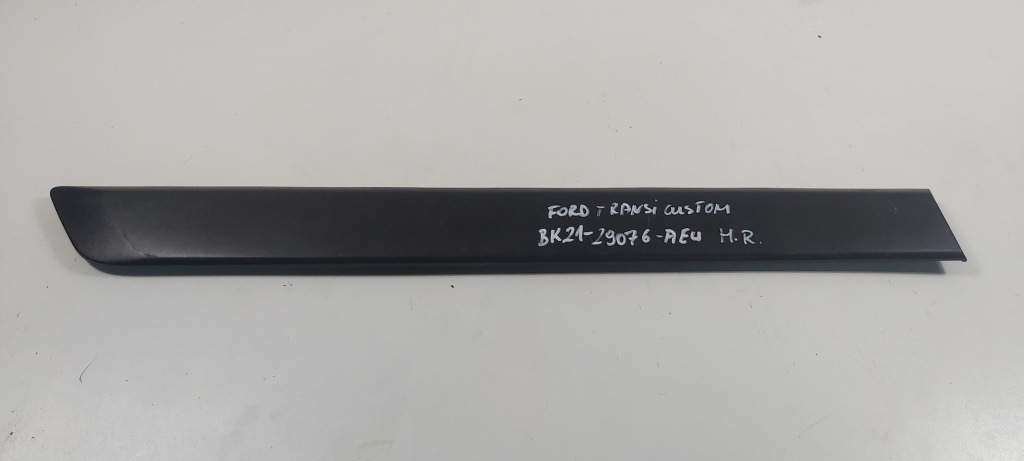 FORD TRANSi CUSTOM
BK21-29076-AEW H.R.